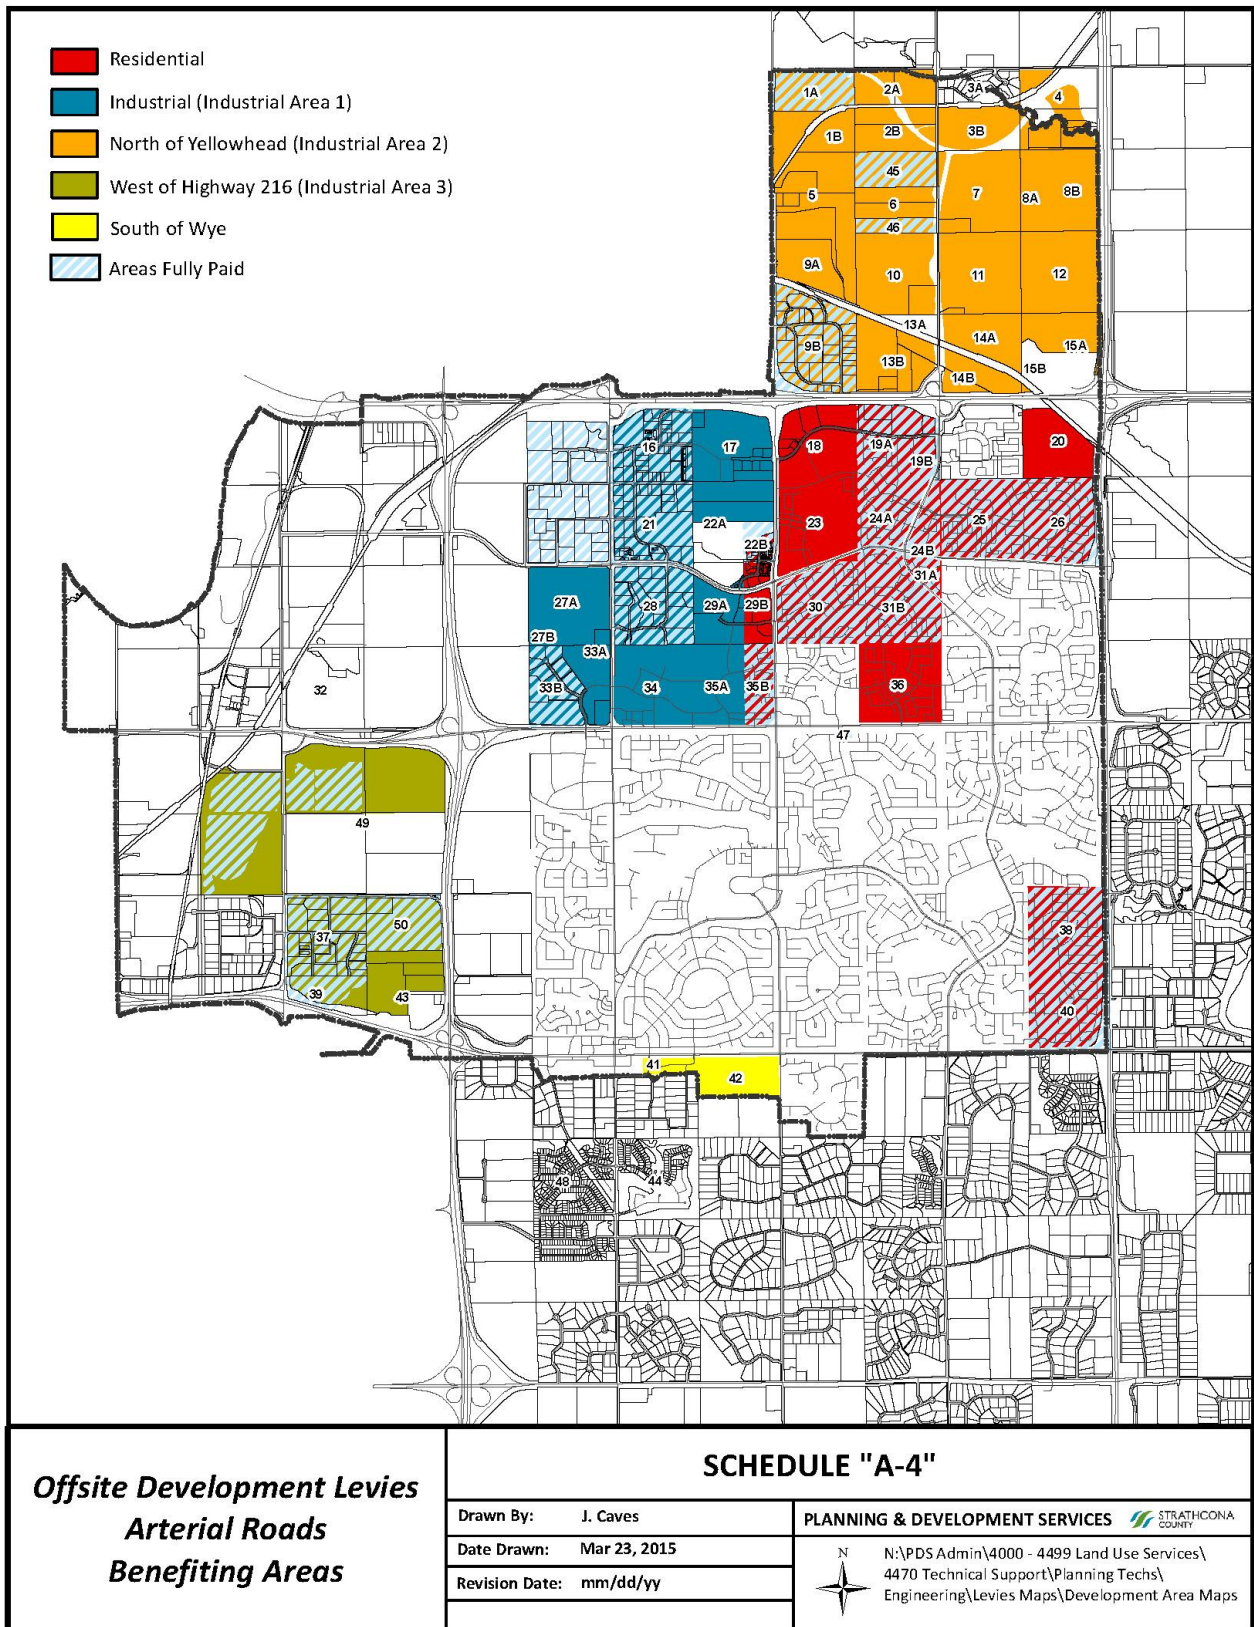 Residential
Industrial (Industrial Area 1)
North of Yellowhead (Industrial Area 2)
West of Highway 216 (Industrial Area 3)
South of Wye
Areas Fully Paid
1A
2A
3A
4
1B
2B
3B
45
5
6
7
8A
8B
46
9A
10
11
12
13A
9B
13B
14A
14B
15A
15B
16
17
18
19A
19B
20
21
22A
22B
23
24A
24B
25
26
27A
27B
28
29A
29B
30
31A
31B
32
33A
33B
34
35A
35B
36
47
49
37
50
38
39
43
40
41
42
48
44
Offsite Development Levies
Arterial Roads
Benefiting Areas
SCHEDULE "A-4"
Drawn By: J. Caves
Date Drawn: Mar 23, 2015
Revision Date: mm/dd/yy
PLANNING & DEVELOPMENT SERVICES
STRATHCONA
COUNTY
N
N:\PDS Admin\4000 - 4499 Land Use Services\
4470 Technical Support\Planning Techs\
Engineering\Levies Maps\Development Area Maps